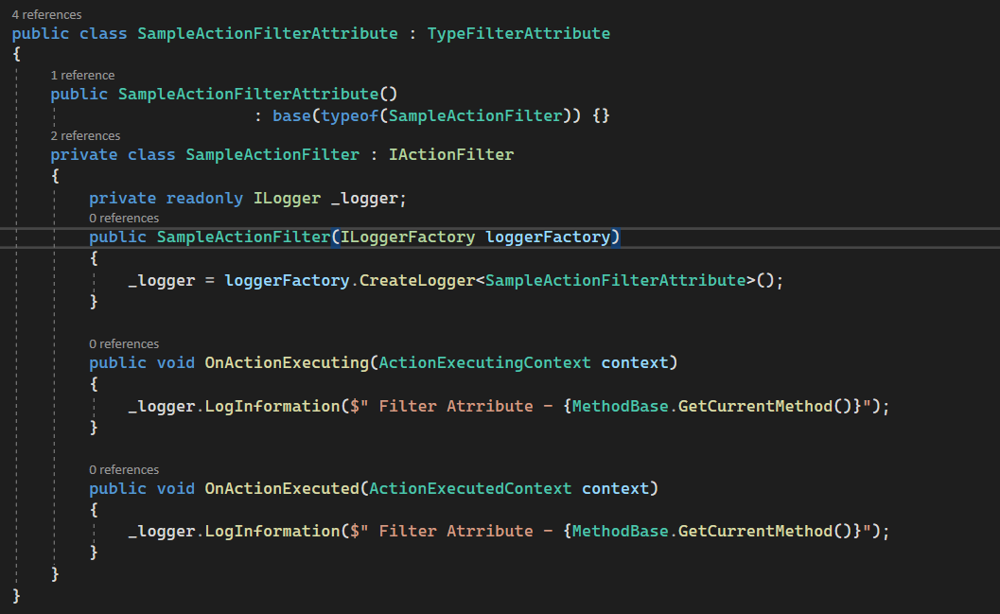 4 references
public class SampleActionFilterAttribute : TypeFilterAttribute
{
1 reference
public SampleActionFilterAttribute()
: base(typeof(SampleActionFilter)) {}
2 references
private class SampleActionFilter : IActionFilter
{
private readonly ILogger _logger;
0 references
public SampleActionFilter(ILoggerFactory loggerFactory)
{
_logger = loggerFactory.CreateLogger<SampleActionFilterAttribute>();
}
0 references
public void OnActionExecuting(ActionExecutingContext context)
{
_logger.LogInformation($" Filter Atrribute - {MethodBase.GetCurrentMethod()}");
}
0 references
public void OnActionExecuted(ActionExecutedContext context)
{
_logger.LogInformation($" Filter Atrribute - {MethodBase.GetCurrentMethod()}");
}
}
}